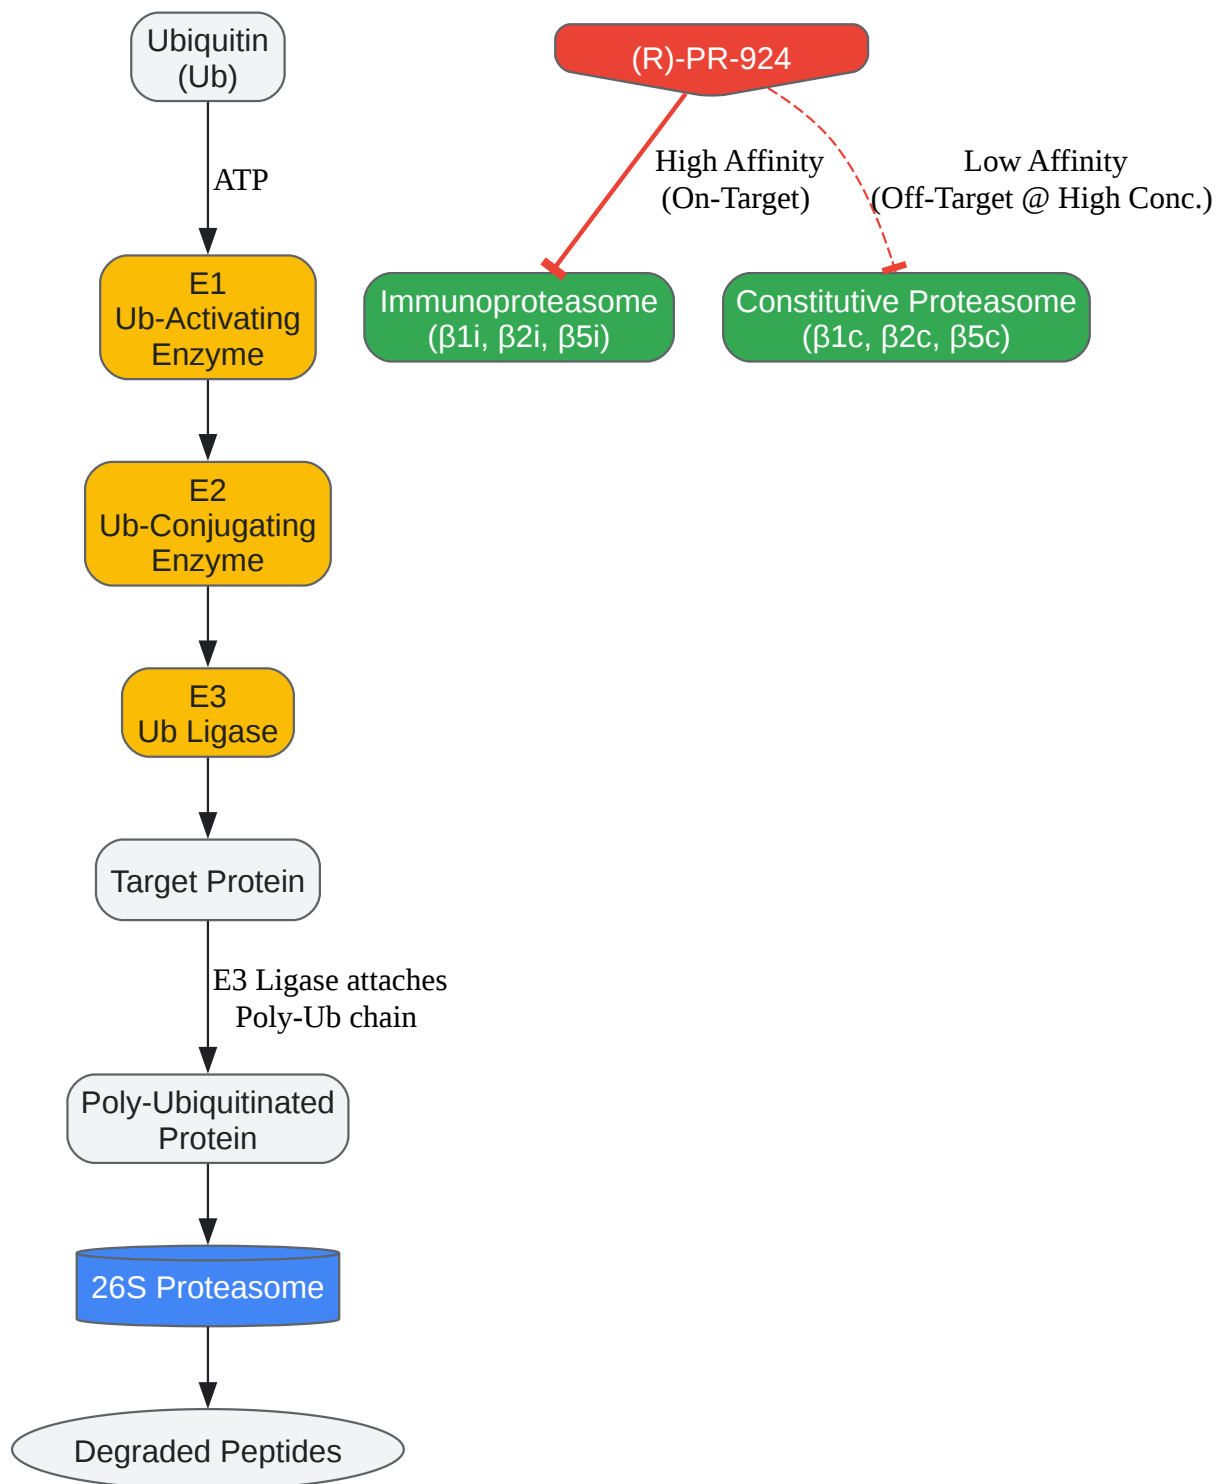 Ubiquitin
(Ub)
ATP
E1
Ub-Activating
Enzyme
E2
Ub-Conjugating
Enzyme
E3
Ub Ligase
Target Protein
E3 Ligase attaches
Poly-Ub chain
Poly-Ubiquitinated
Protein
26S Proteasome
Degraded Peptides
(R)-PR-924
High Affinity
(On-Target)
Low Affinity
(Off-Target @ High Conc.)
Immunoproteasome
(β1i, β2i, β5i)
Constitutive Proteasome
(β1c, β2c, β5c)